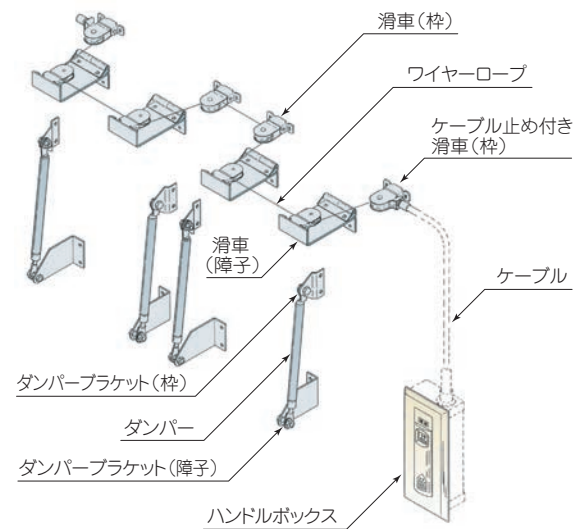 滑車（枠）
ワイヤーロープ
ケーブル止め付き
滑車（枠）
滑車
（障子）
ケーブル
ダンパーブラケット（枠）
ダンパー
ダンパーブラケット（障子）
ハンドルボックス